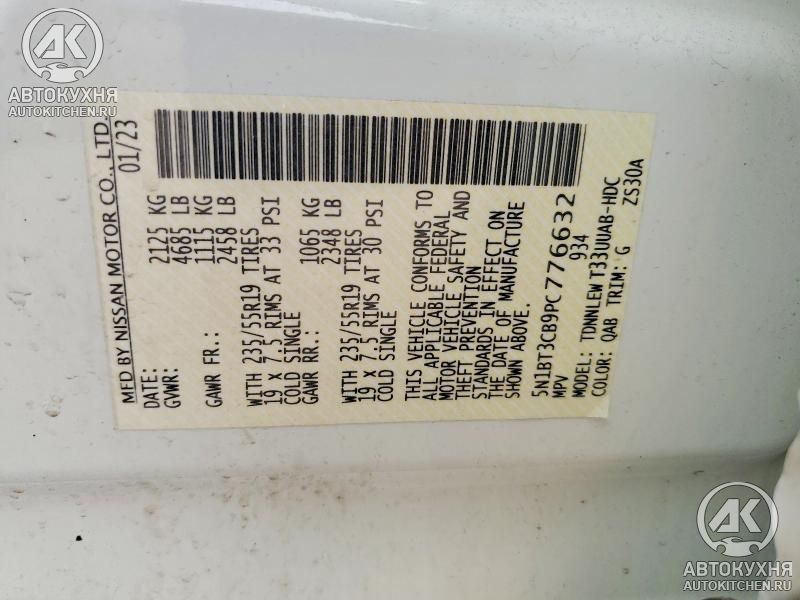 АК
АВТОКУХНЯ
AUTOKITCHEN.RU
MFD BY NISSAN MOTOR CO., LTD.
DATE: 01/23
GVWR: 2125 KG
4685 LB
GAWR FR.: 1115 KG
2458 LB
WITH 235/55R19 TIRES
19 x 7.5 RIMS AT 33 PSI
COLD SINGLE
GAWR RR.: 1065 KG
2348 LB
WITH 235/55R19 TIRES
19 x 7.5 RIMS AT 30 PSI
COLD SINGLE
THIS VEHICLE CONFORMS TO
ALL APPLICABLE FEDERAL
MOTOR VEHICLE SAFETY AND
THEFT PREVENTION
STANDARDS IN EFFECT ON
THE DATE OF MANUFACTURE
SHOWN ABOVE.
5N1BT3CB9PC776632
MPV 934
MODEL: TDNNLEW T33UUAB-HDC
COLOR: QAB TRIM: G ZS30A
АК
АВТОКУХНЯ
AUTOKITCHEN.RU